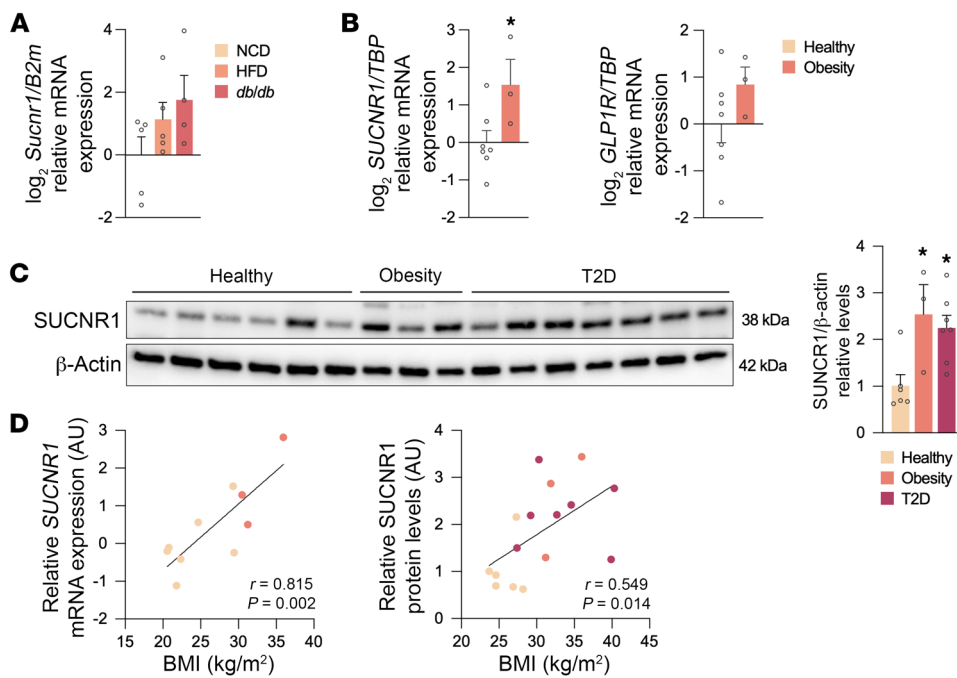 A
log2 Sucnr1/B2m
relative mRNA
expression
4
2
0
-2
NCD
HFD
db/db
B
log2 SUCNR1/TBP
relative mRNA
expression
3
2
1
0
-1
-2
*
log2 GLP1R/TBP
relative mRNA
expression
2
1
0
-1
-2
Healthy
Obesity
C
Healthy
Obesity
T2D
SUCNR1
38 kDa
β-Actin
42 kDa
SUNCR1/β-actin
relative levels
4
3
2
1
0
*
*
Healthy
Obesity
T2D
D
Relative SUCNR1
mRNA expression (AU)
3
2
1
0
-1
-2
r = 0.815
P = 0.002
15 20 25 30 35 40
BMI (kg/m2)
Relative SUCNR1
protein levels (AU)
4
3
2
1
0
r = 0.549
P = 0.014
20 25 30 35 40 45
BMI (kg/m2)